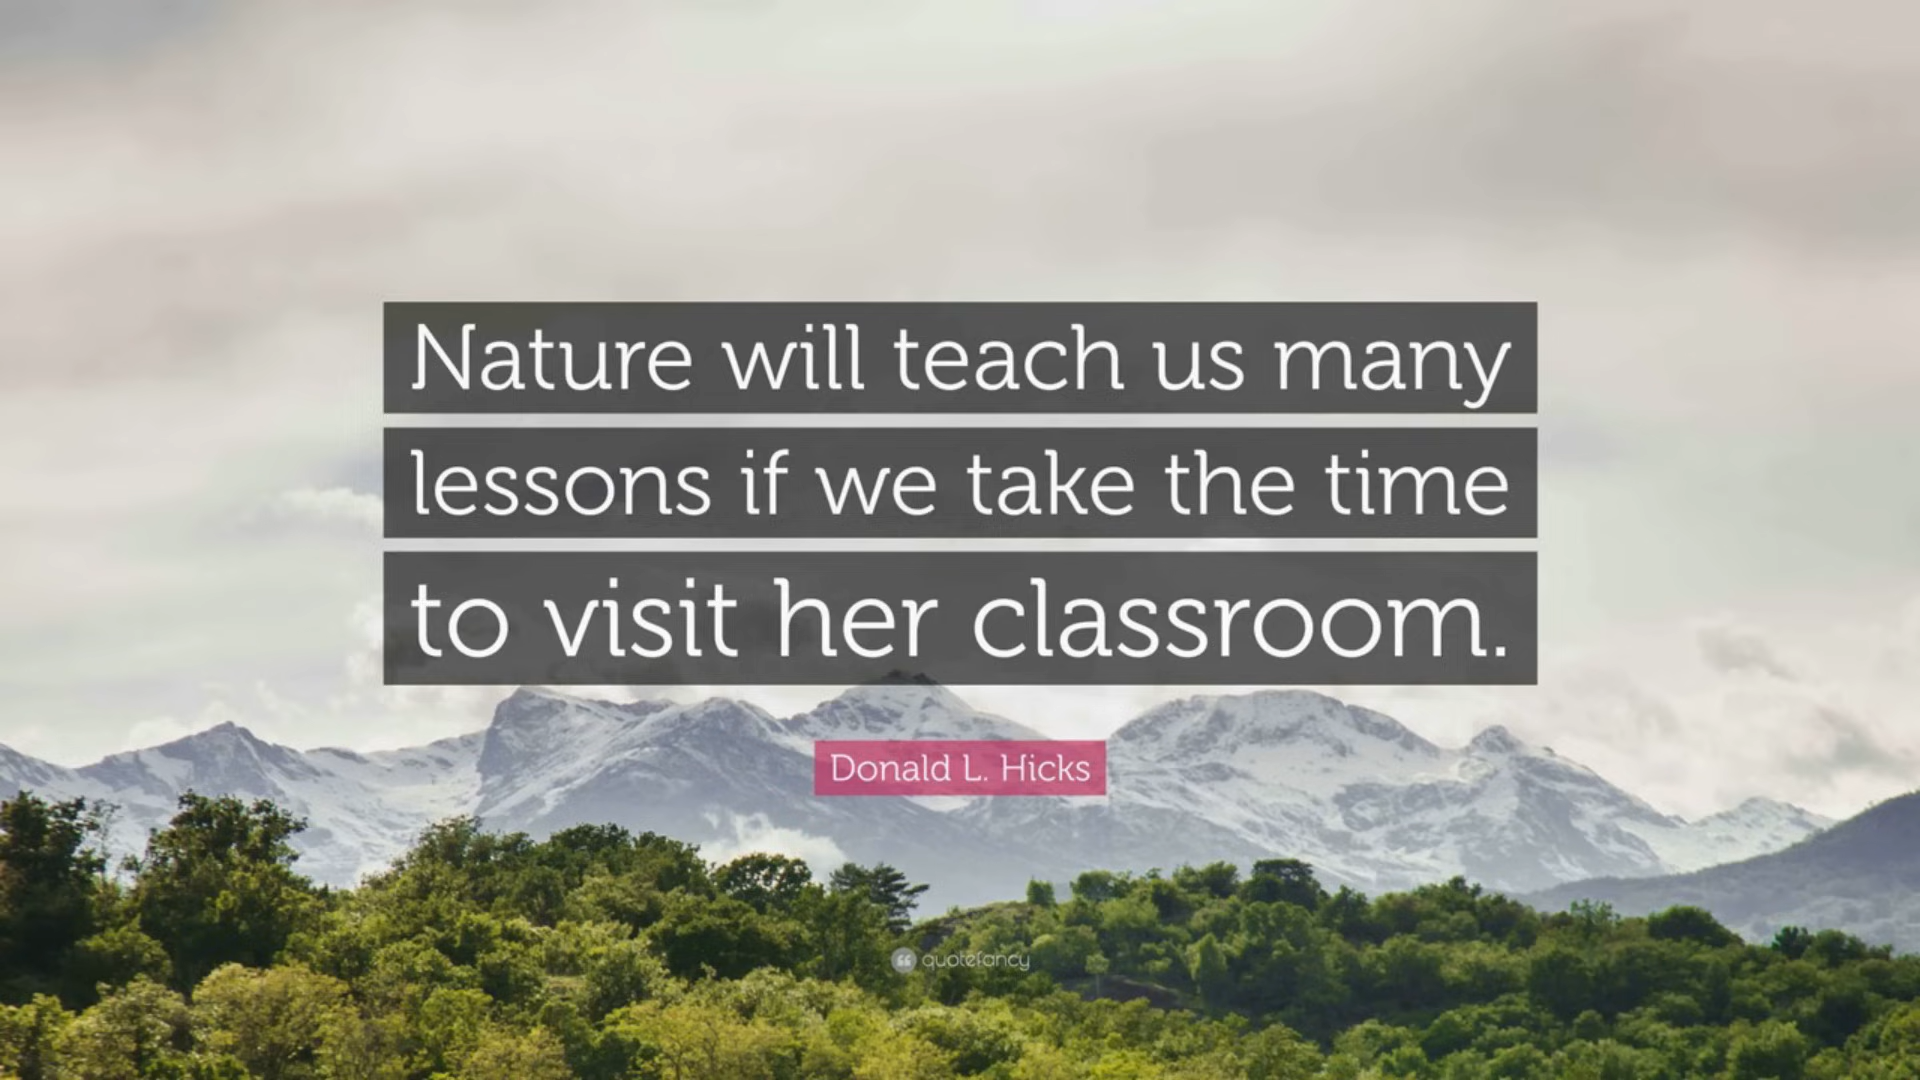 Nature will teach us many
lessons if we take the time
to visit her classroom.
Donald L. Hicks
quotefancy